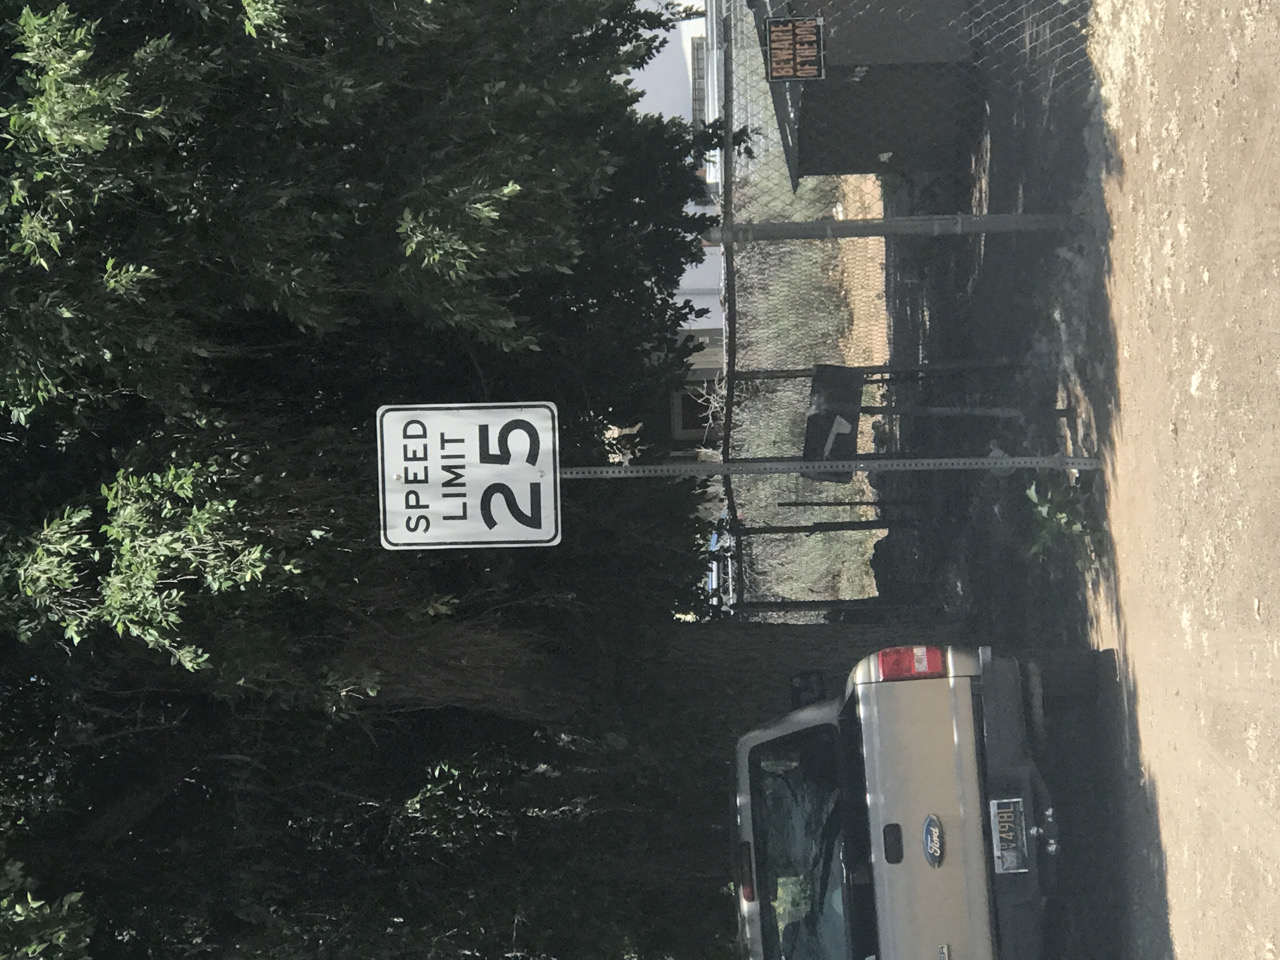 SPEED
LIMIT
25
BEWARE
OF THE DOG
Ford